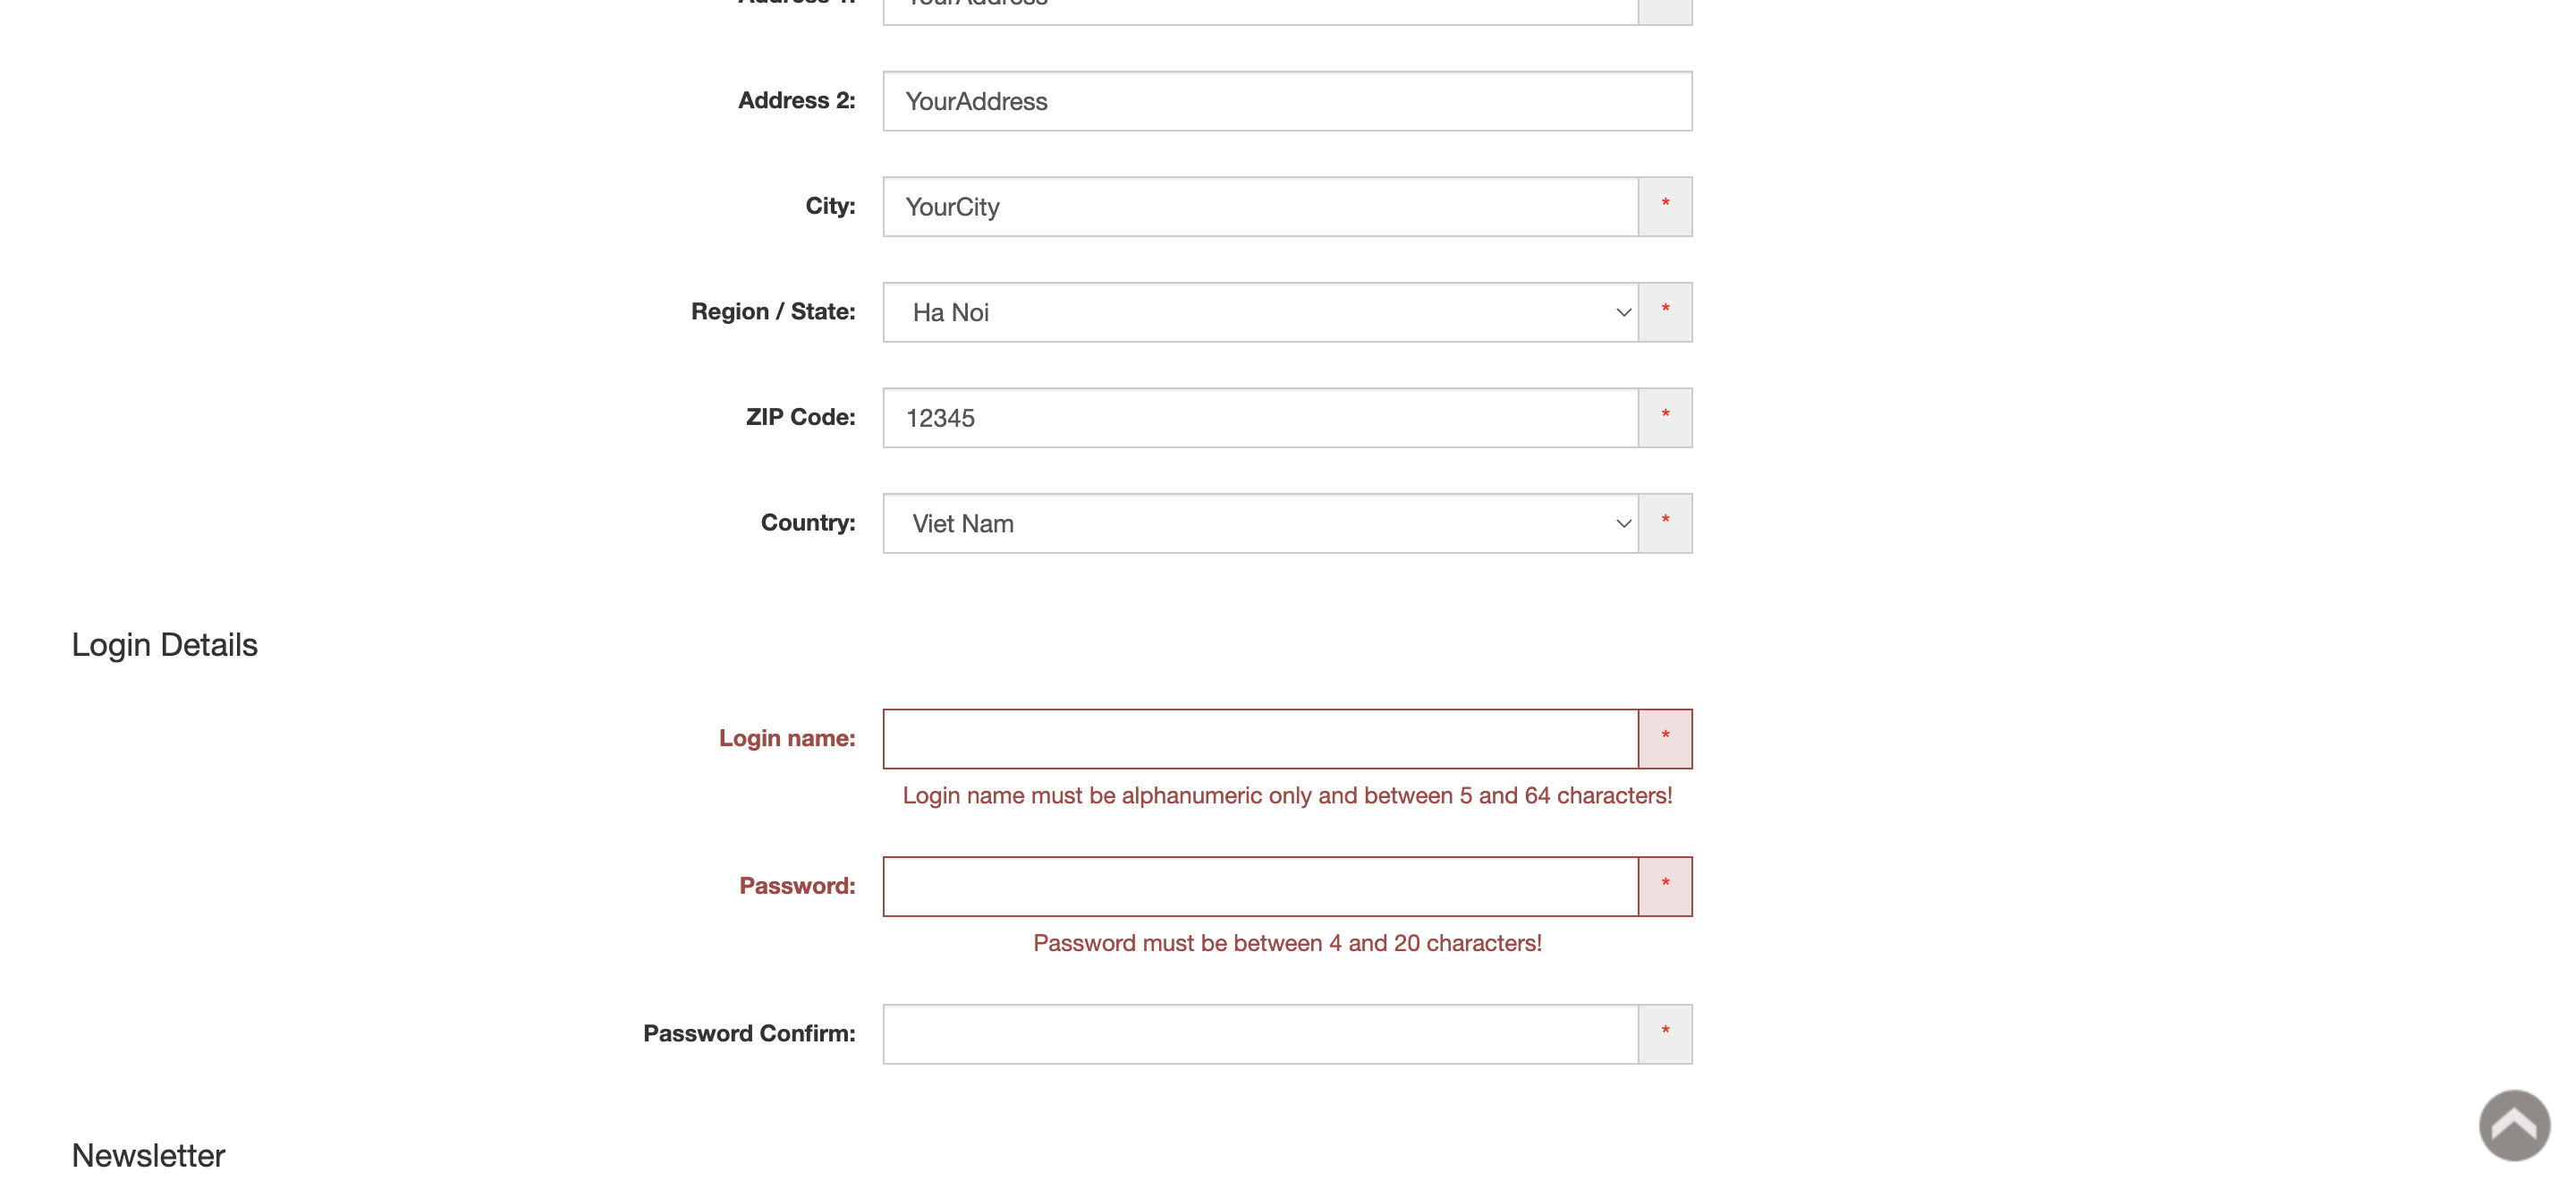 Address 2:
YourAddress
City:
YourCity
*
Region / State:
Ha Noi
*
ZIP Code:
12345
*
Country:
Viet Nam
*
Login Details
Login name:
*
Login name must be alphanumeric only and between 5 and 64 characters!
Password:
*
Password must be between 4 and 20 characters!
Password Confirm:
*
Newsletter